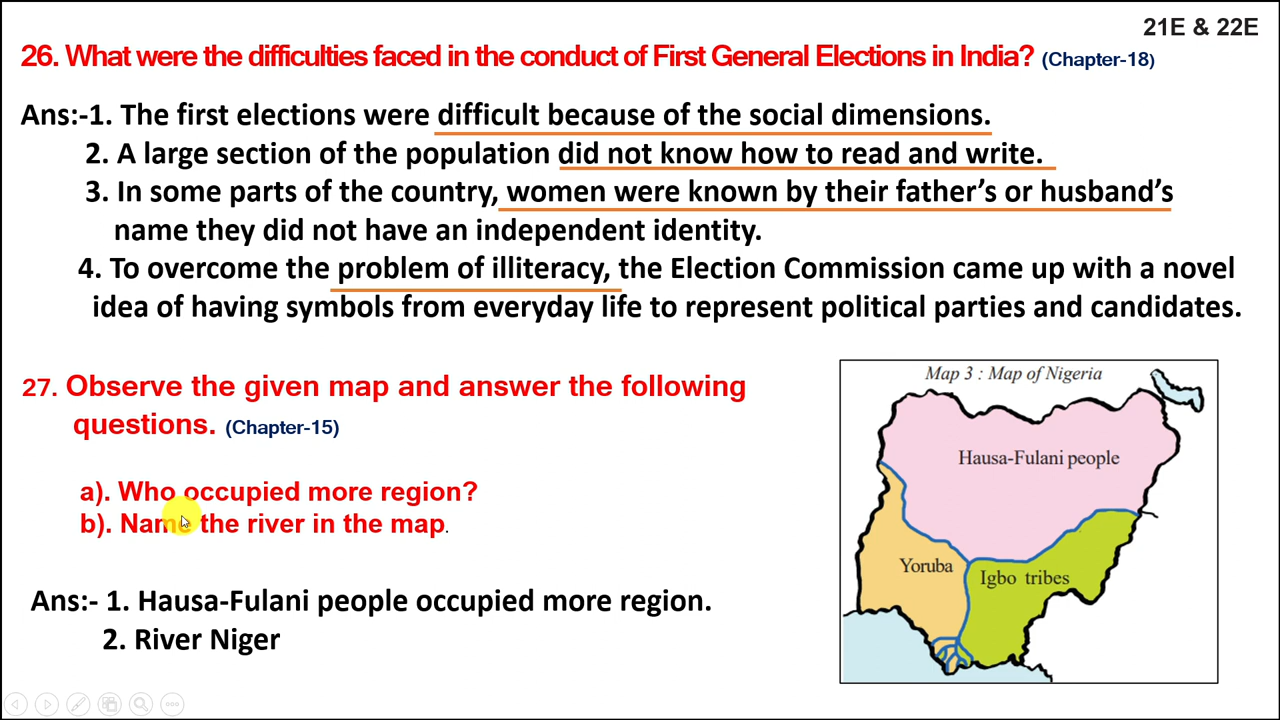 21E & 22E
26. What were the difficulties faced in the conduct of First General Elections in India? (Chapter-18)
Ans:-1. The first elections were difficult because of the social dimensions.
2. A large section of the population did not know how to read and write.
3. In some parts of the country, women were known by their father’s or husband’s
name they did not have an independent identity.
4. To overcome the problem of illiteracy, the Election Commission came up with a novel
idea of having symbols from everyday life to represent political parties and candidates.
27. Observe the given map and answer the following
questions. (Chapter-15)
a). Who occupied more region?
b). Name the river in the map.
Ans:- 1. Hausa-Fulani people occupied more region.
2. River Niger
Map 3 : Map of Nigeria
Hausa-Fulani people
Yoruba
Igbo tribes